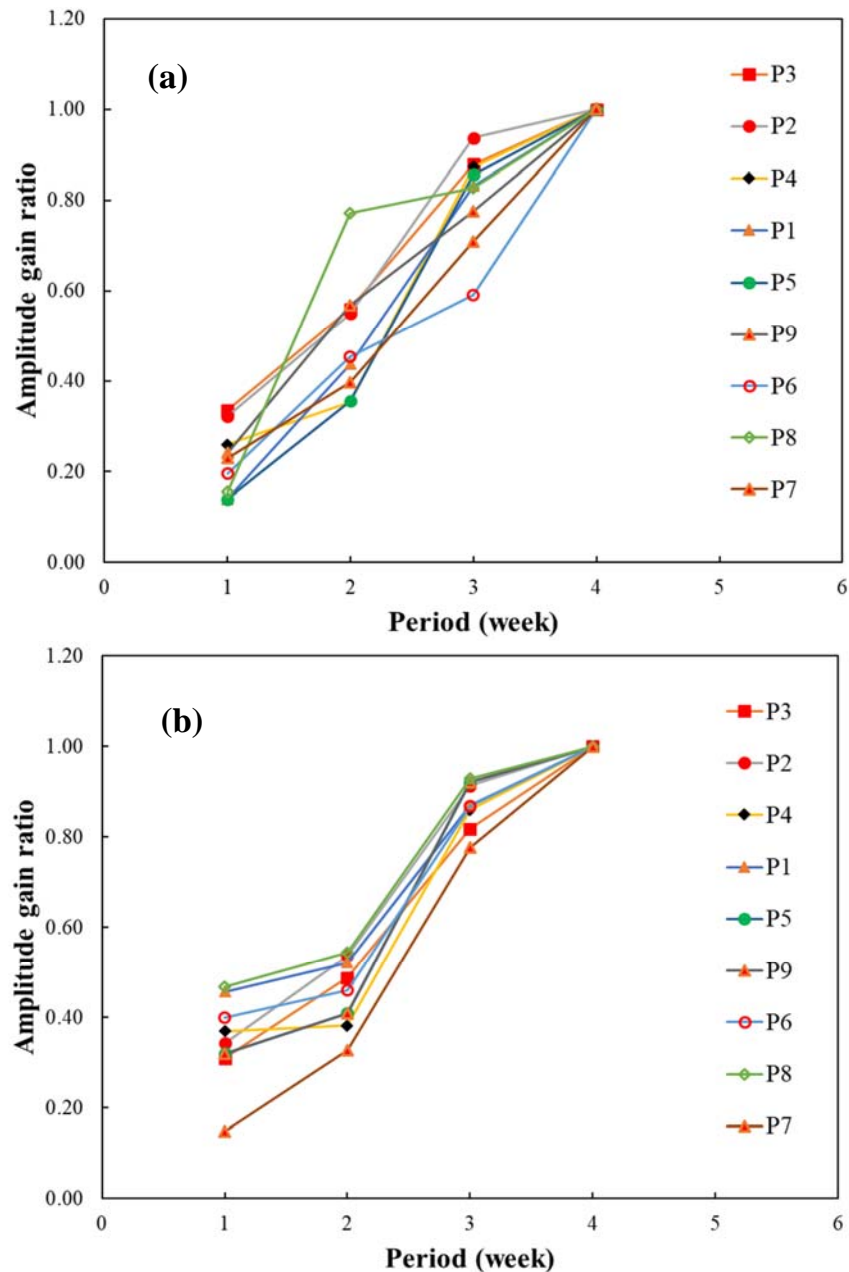 1.20
(a)
1.00
0.80
0.60
0.40
0.20
0.00
Amplitude gain ratio
0 1 2 3 4 5 6
Period (week)
P3
P2
P4
P1
P5
P9
P6
P8
P7
1.20
(b)
1.00
0.80
0.60
0.40
0.20
0.00
Amplitude gain ratio
0 1 2 3 4 5 6
Period (week)
P3
P2
P4
P1
P5
P9
P6
P8
P7